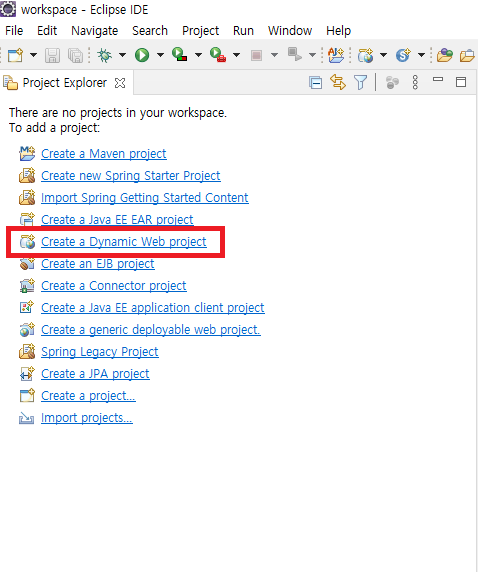 workspace - Eclipse IDE
File Edit Navigate Search Project Run Window Help
Project Explorer
There are no projects in your workspace.
To add a project:
Create a Maven project
Create new Spring Starter Project
Import Spring Getting Started Content
Create a Java EE EAR project
Create a Dynamic Web project
Create an EJB project
Create a Connector project
Create a Java EE application client project
Create a generic deployable web project.
Spring Legacy Project
Create a JPA project
Create a project...
Import projects...